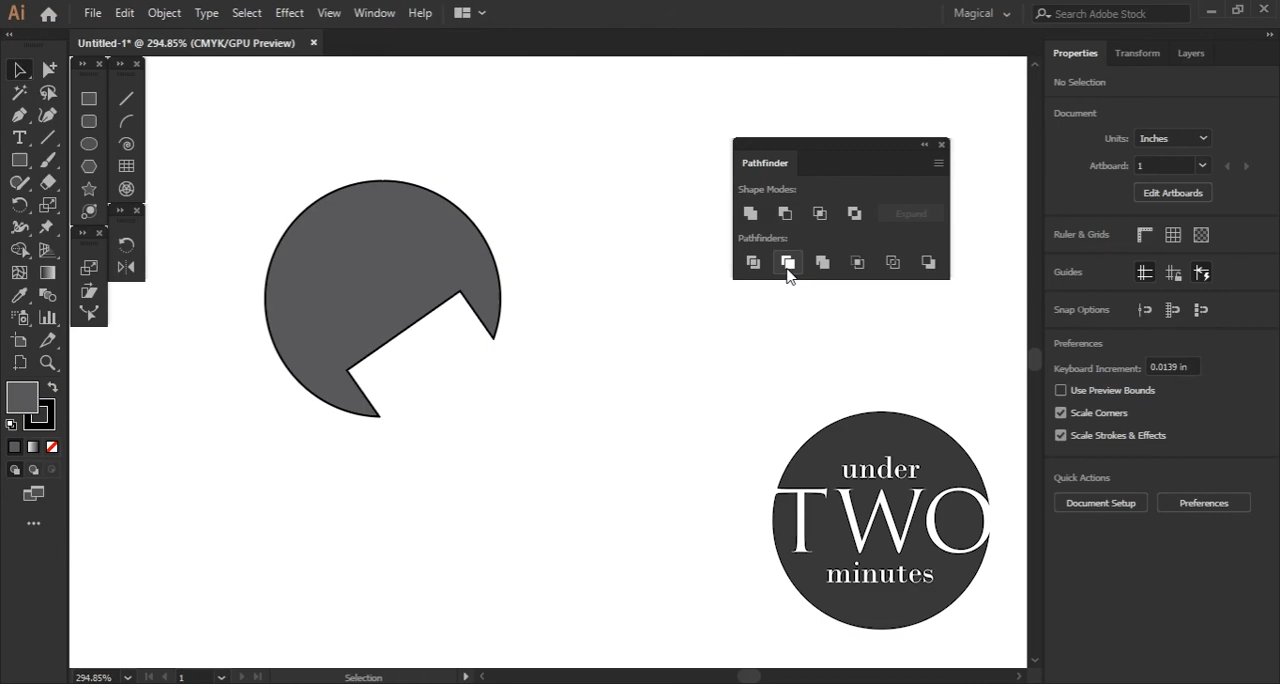 Ai File Edit Object Type Select Effect View Window Help Magical Search Adobe Stock
Untitled-1* @ 294.85% (CMYK/GPU Preview)
Properties Transform Layers
No Selection
Document
Units: Inches
Artboard: 1
Edit Artboards
Ruler & Grids
Guides
Snap Options
Preferences
Keyboard Increment: 0.0139 in
Use Preview Bounds
Scale Corners
Scale Strokes & Effects
Quick Actions
Document Setup Preferences
Pathfinder
Shape Modes:
Expand
Pathfinders:
under
TWO
minutes
T
294.85% 1 Selection